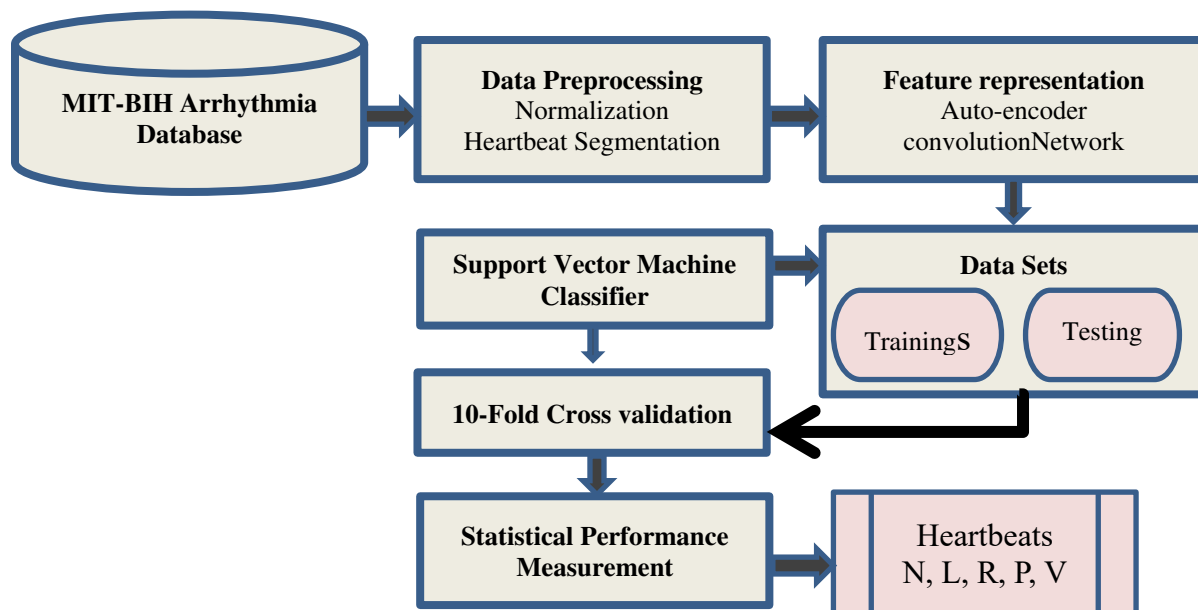 MIT-BIH Arrhythmia
Database
Data Preprocessing
Normalization
Heartbeat Segmentation
Feature representation
Auto-encoder
convolutionNetwork
Support Vector Machine
Classifier
Data Sets
TrainingS
Testing
10-Fold Cross validation
Statistical Performance
Measurement
Heartbeats
N, L, R, P, V